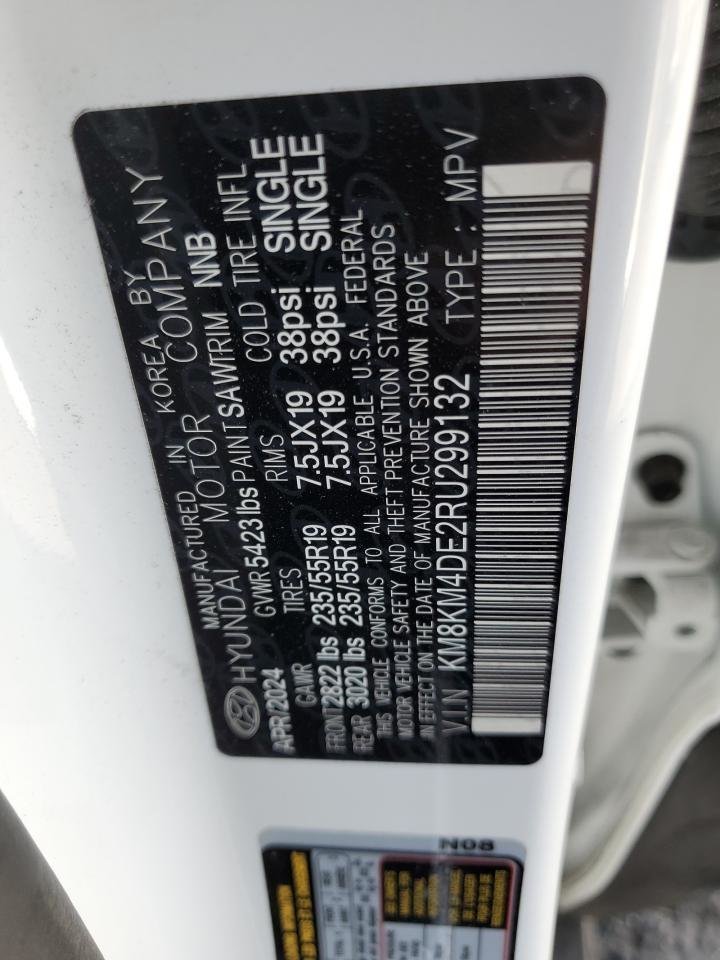 MANUFACTURED IN KOREA BY
HYUNDAI MOTOR COMPANY
APR/2024 GVWR 5423 lbs PAINT SAW TRIM NNB
GAWR TIRES RIMS COLD TIRE INFL
FRONT 2822 lbs 235/55R19 7.5JX19 38psi SINGLE
REAR 3020 lbs 235/55R19 7.5JX19 38psi SINGLE
THIS VEHICLE CONFORMS TO ALL APPLICABLE U.S.A. FEDERAL
MOTOR VEHICLE SAFETY AND THEFT PREVENTION STANDARDS
IN EFFECT ON THE DATE OF MANUFACTURE SHOWN ABOVE
V.I.N KM8KM4DE2RU299132 TYPE : MPV
N08